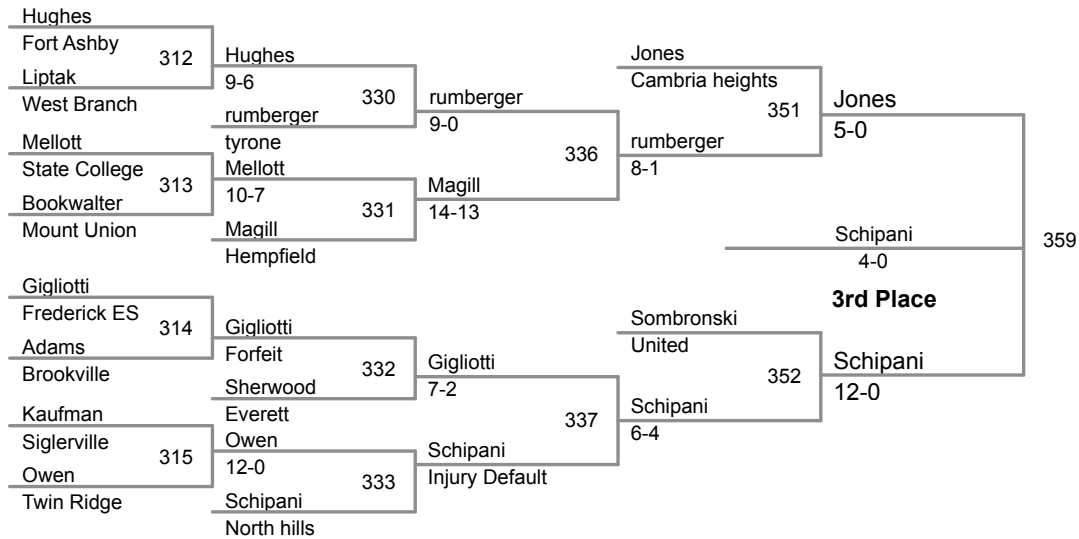 Hughes
Fort Ashby
312
Liptak
West Branch
Mellott
State College
313
Bookwalter
Mount Union
Gigliotti
Frederick ES
314
Adams
Brookville
Kaufman
Siglerville
315
Owen
Twin Ridge
Hughes
9-6
330
rumberger
tyrone
Mellott
10-7
331
Magill
Hempfield
Gigliotti
Forfeit
332
Sherwood
Everett
Owen
12-0
333
Schipani
North hills
rumberger
9-0
336
Magill
14-13
Gigliotti
7-2
337
Schipani
Injury Default
Jones
Cambria heights
351
rumberger
8-1
Sombronski
United
352
Schipani
6-4
Jones
5-0
Schipani
4-0
359
3rd Place
Schipani
12-0